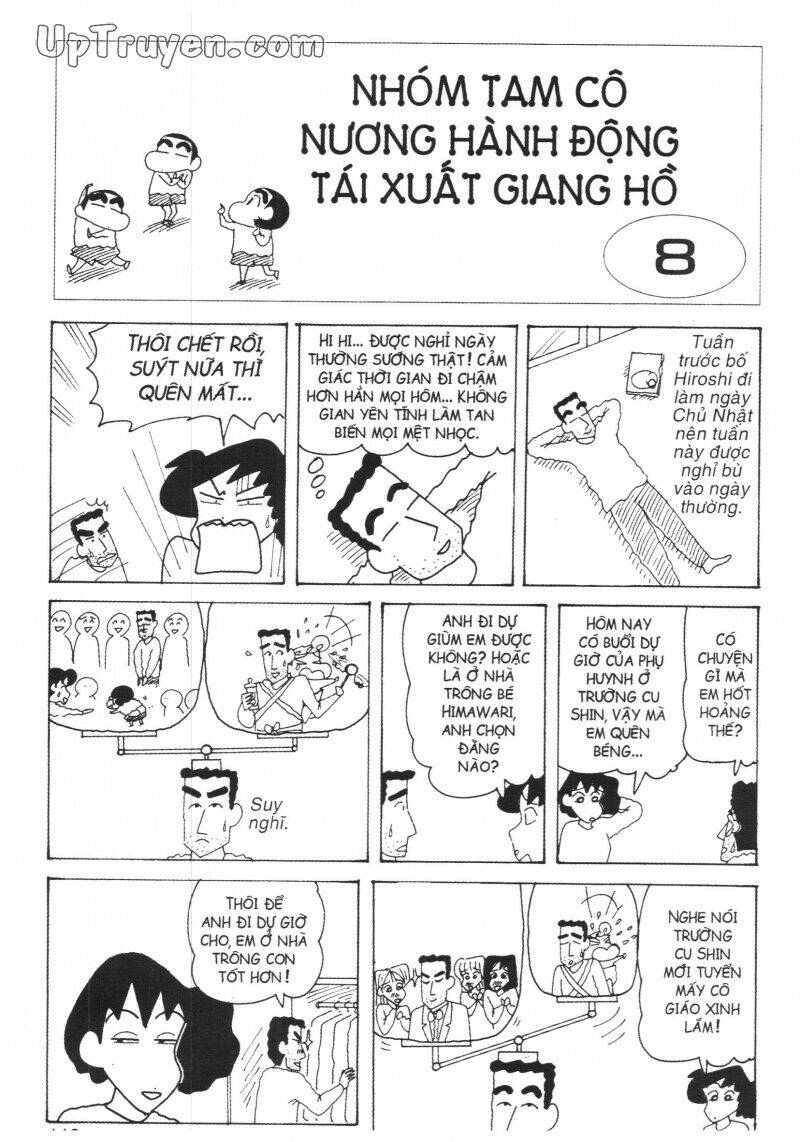 UpTruyen.com
NHÓM TAM CÔ
NƯƠNG HÀNH ĐỘNG
TÁI XUẤT GIANG HỒ
8
Tuần
trước bố
Hiroshi đi
làm ngày
Chủ Nhật
nên tuần
này được
nghỉ bù
vào ngày
thường.
HI HI... ĐƯỢC NGHỈ NGÀY
THƯỜNG SƯỚNG THẬT! CẢM
GIÁC THỜI GIAN ĐI CHẬM
HƠN HẲN MỌI HÔM... KHÔNG
GIAN YÊN TĨNH LÀM TAN
BIẾN MỌI MỆT NHỌC.
THÔI CHẾT RỒI,
SUÝT NỮA THÌ
QUÊN MẤT...
CÓ
CHUYỆN
GÌ MÀ
EM HỐT
HOẢNG
THẾ?
HÔM NAY
CÓ BUỔI DỰ
GIỜ CỦA PHỤ
HUYNH Ở
TRƯỜNG CU
SHIN, VẬY MÀ
EM QUÊN
BÉNG...
ANH ĐI DỰ
GIÙM EM ĐƯỢC
KHÔNG? HOẶC
LÀ Ở NHÀ
TRÔNG BÉ
HIMAWARI,
ANH CHỌN
ĐẰNG
NÀO?
Suy
nghĩ.
NGHE NÓI
TRƯỜNG
CU SHIN
MỚI TUYỂN
MẤY CÔ
GIÁO XINH
LẮM!
THÔI ĐỂ
ANH ĐI DỰ GIỜ
CHO, EM Ở NHÀ
TRÔNG CON
TỐT HƠN!